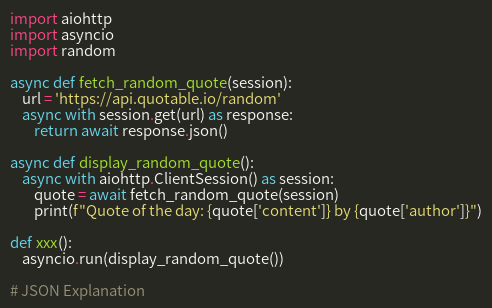 import aiohttp
import asyncio
import random

async def fetch_random_quote(session):
    url = 'https://api.quotable.io/random'
    async with session.get(url) as response:
        return await response.json()

async def display_random_quote():
    async with aiohttp.ClientSession() as session:
        quote = await fetch_random_quote(session)
        print(f"Quote of the day: {quote['content']} by {quote['author']}")

def xxx():
    asyncio.run(display_random_quote())

# JSON Explanation